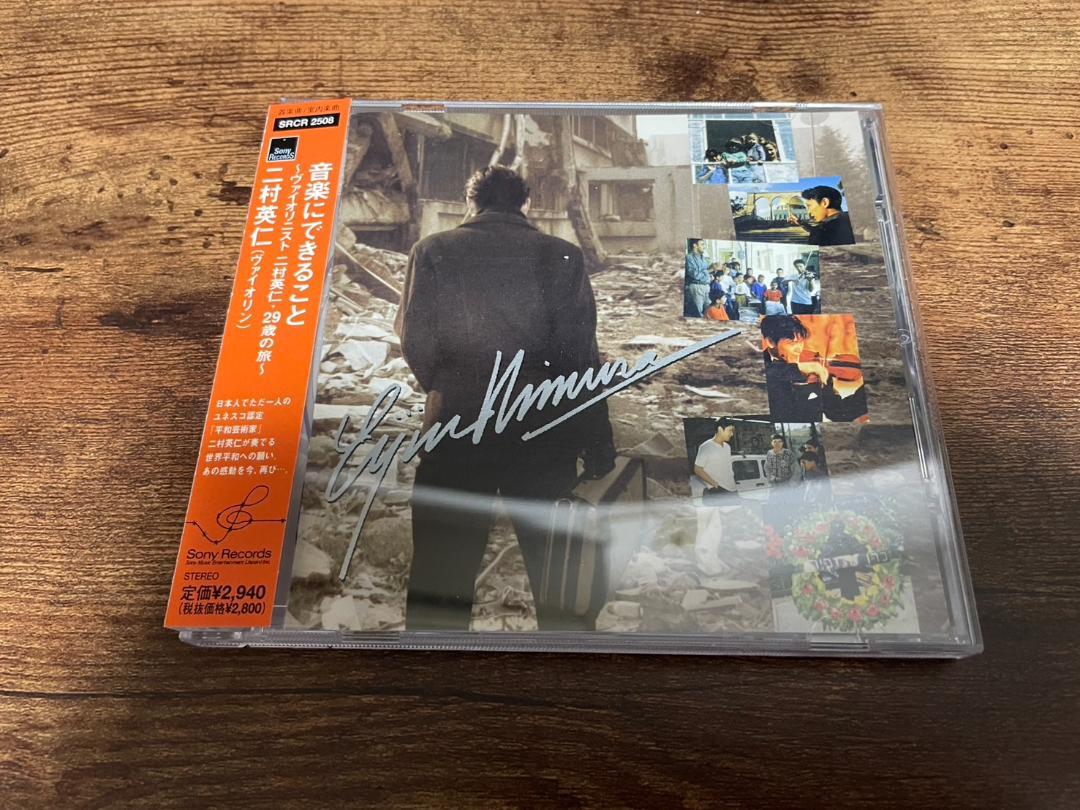 器楽曲/室内楽曲
SRCR 2508
Sony
Records
音楽にできること
~ヴァイオリニスト 二村英仁・29歳の旅~
二村英仁(ヴァイオリン)
日本人でただ一人の
ユネスコ認定
「平和芸術家」
二村英仁が奏でる
世界平和への願い。
あの感動を今、再び…。
Sony Records
Sony Music Entertainment (Japan) Inc.
STEREO
定価¥2,940
(税抜価格¥2,800)
Eijin Nimura